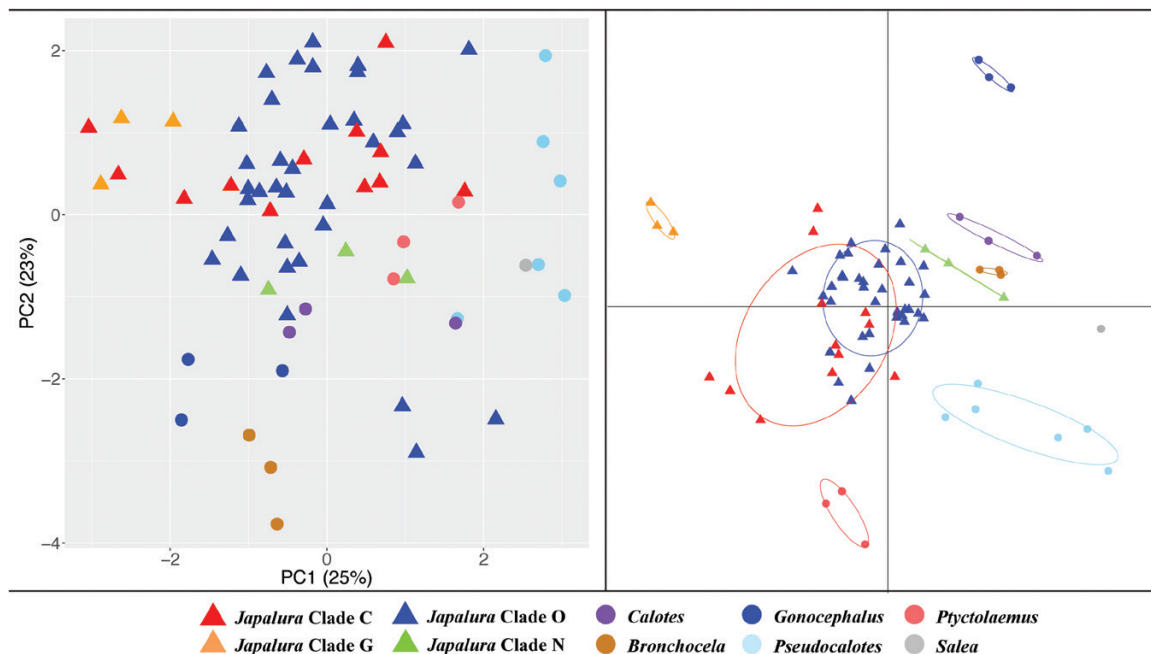 2
0
−2
−4
PC2 (23%)
−2
0
2
PC1 (25%)
Japalura Clade C
Japalura Clade O
Calotes
Gonocephalus
Ptyctolaemus
Japalura Clade G
Japalura Clade N
Bronchocela
Pseudocalotes
Salea